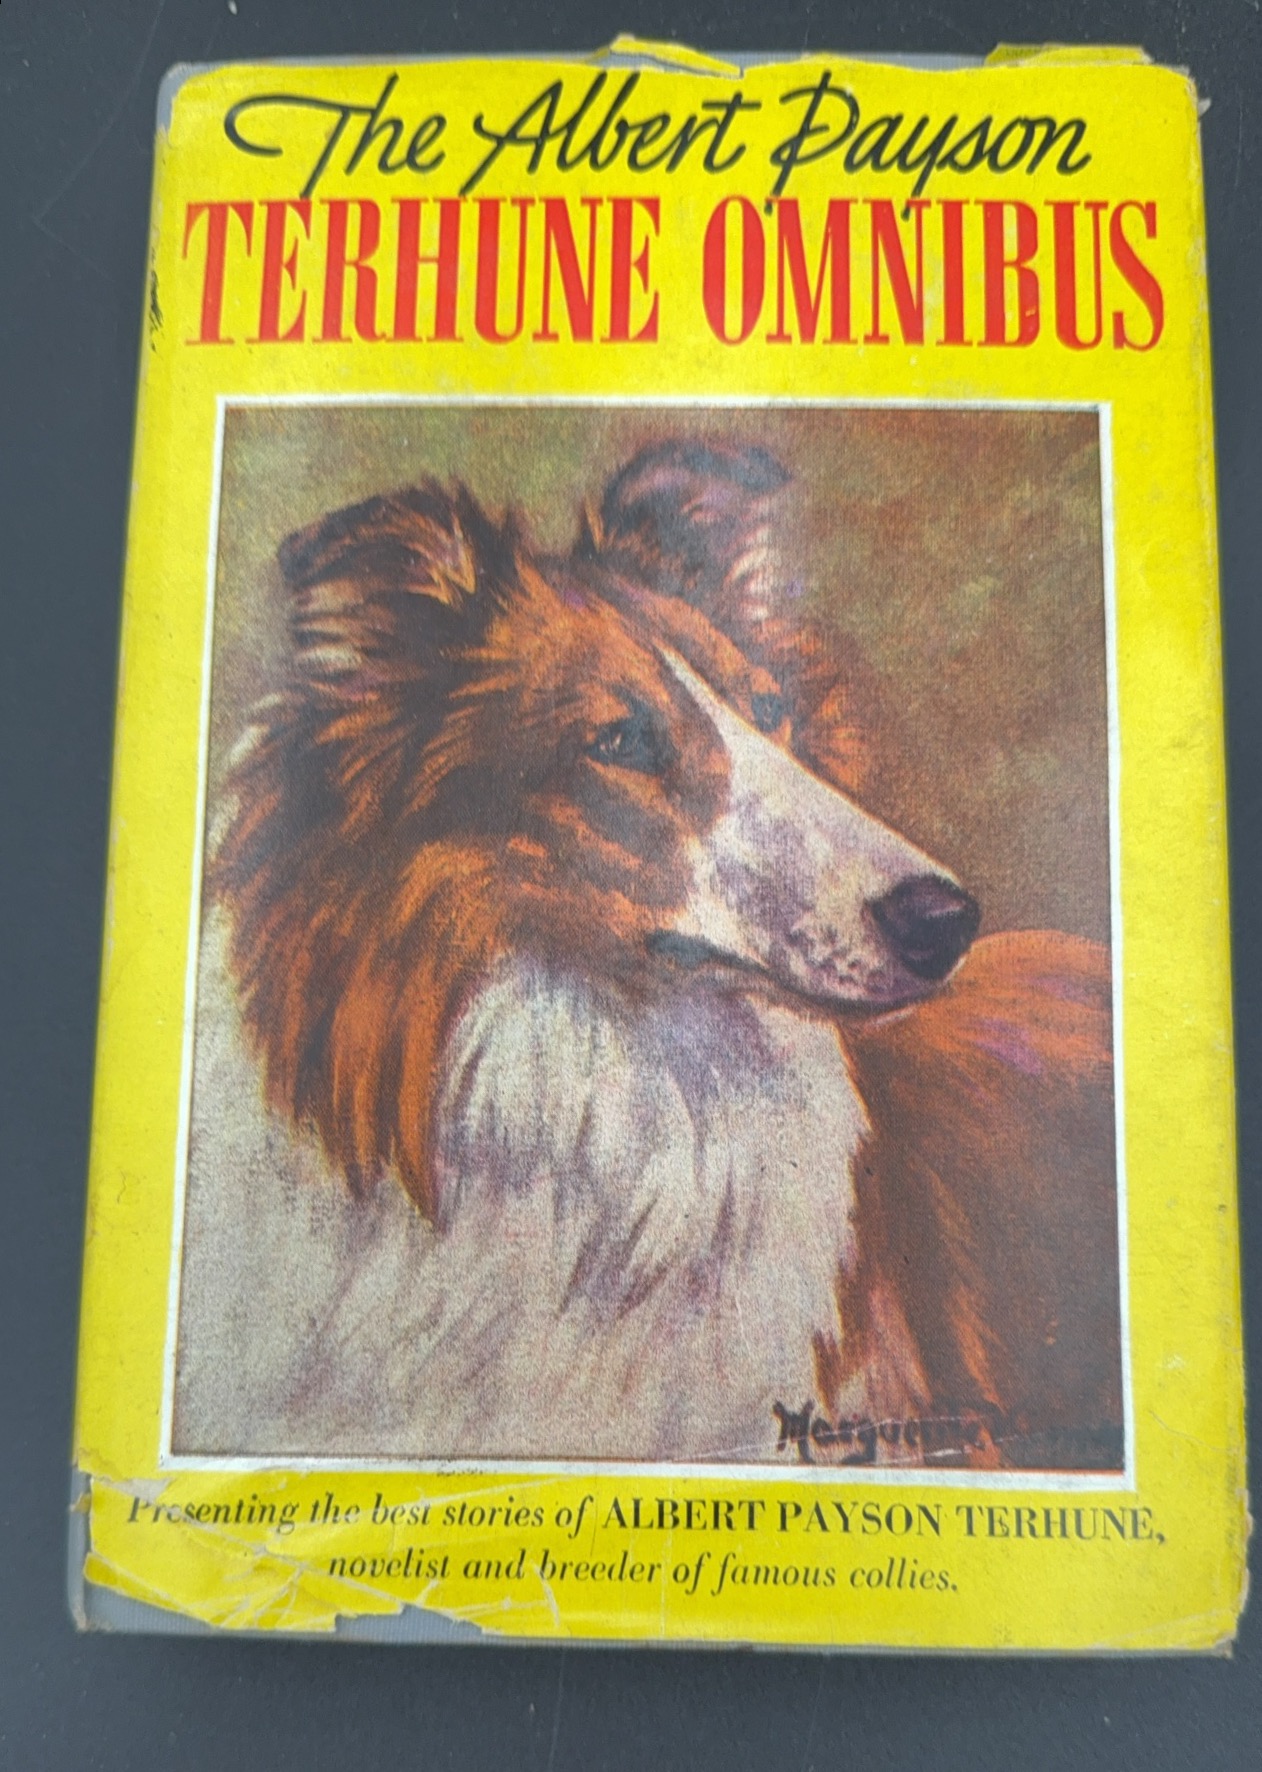 The Albert Payson
TERHUNE OMNIBUS
Marguerite
Presenting the best stories of ALBERT PAYSON TERHUNE,
novelist and breeder of famous collies.